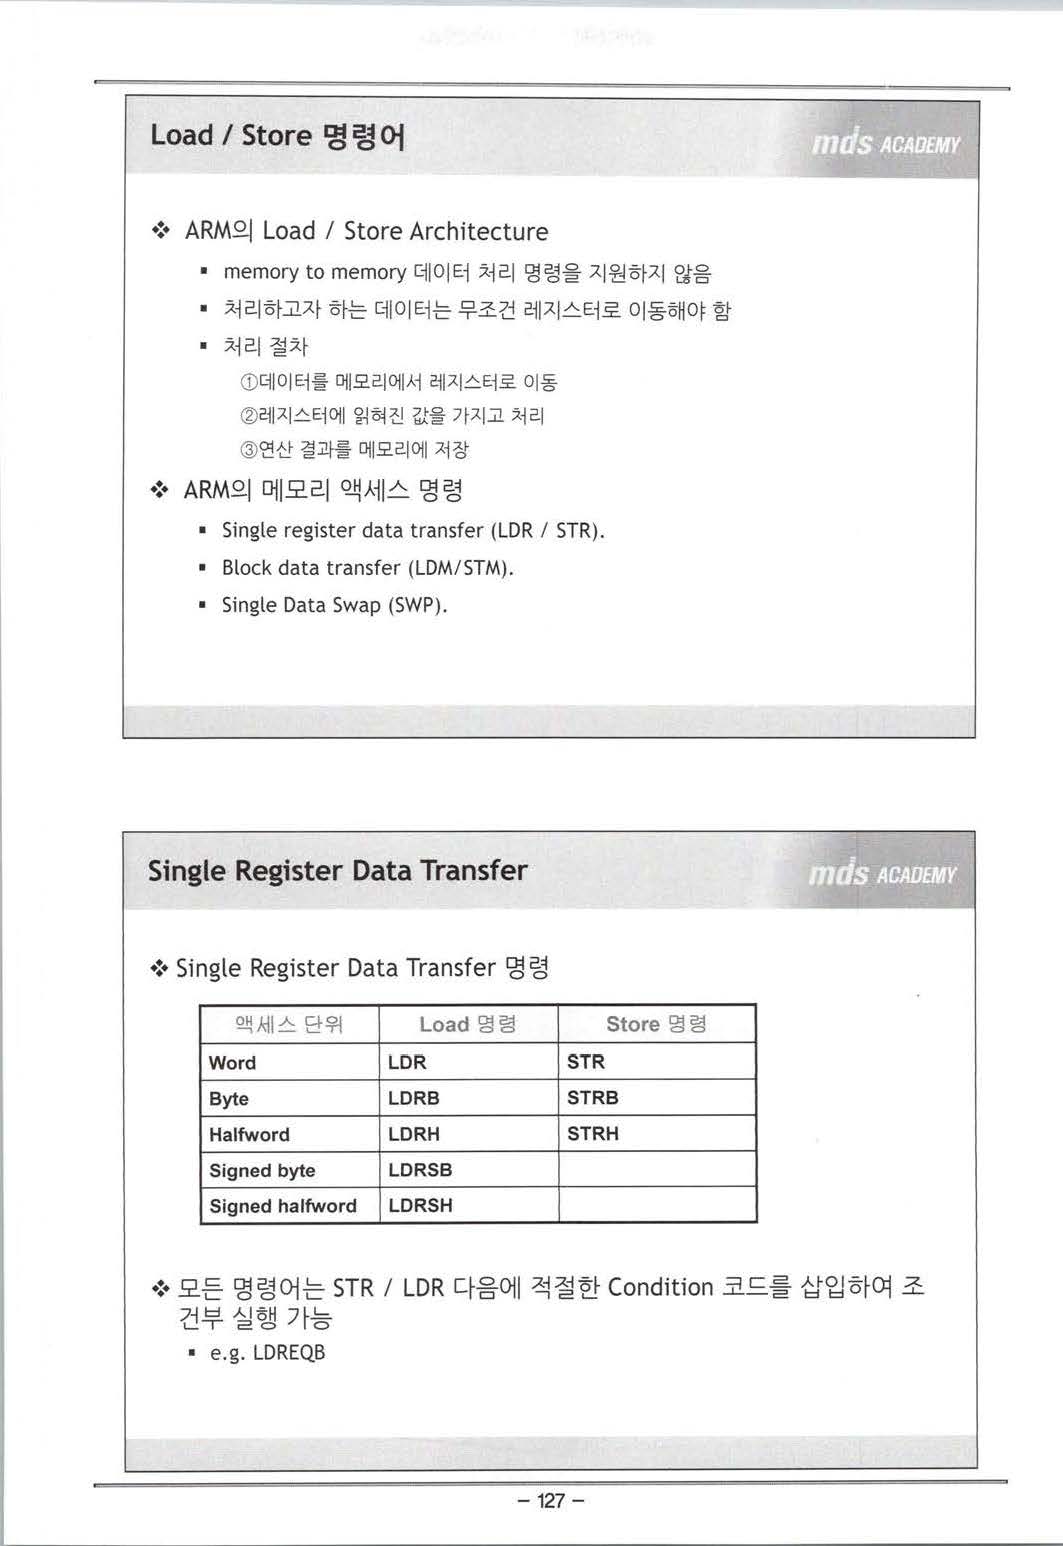 Load / Store 명령어
mds ACADEMY
❖ ARM의 Load / Store Architecture
▪ memory to memory 데이터 처리 명령을 지원하지 않음
▪ 처리하고자 하는 데이터는 무조건 레지스터로 이동해야 함
▪ 처리 절차
①데이터를 메모리에서 레지스터로 이동
②레지스터에 읽혀진 값을 가지고 처리
③연산 결과를 메모리에 저장
❖ ARM의 메모리 액세스 명령
▪ Single register data transfer (LDR / STR).
▪ Block data transfer (LDM/STM).
▪ Single Data Swap (SWP).
Single Register Data Transfer
mds ACADEMY
❖ Single Register Data Transfer 명령
액세스 단위 Load 명령 Store 명령
Word LDR STR
Byte LDRB STRB
Halfword LDRH STRH
Signed byte LDRSB
Signed halfword LDRSH
❖ 모든 명령어는 STR / LDR 다음에 적절한 Condition 코드를 삽입하여 조
건부 실행 가능
▪ e.g. LDREQB
– 127 –